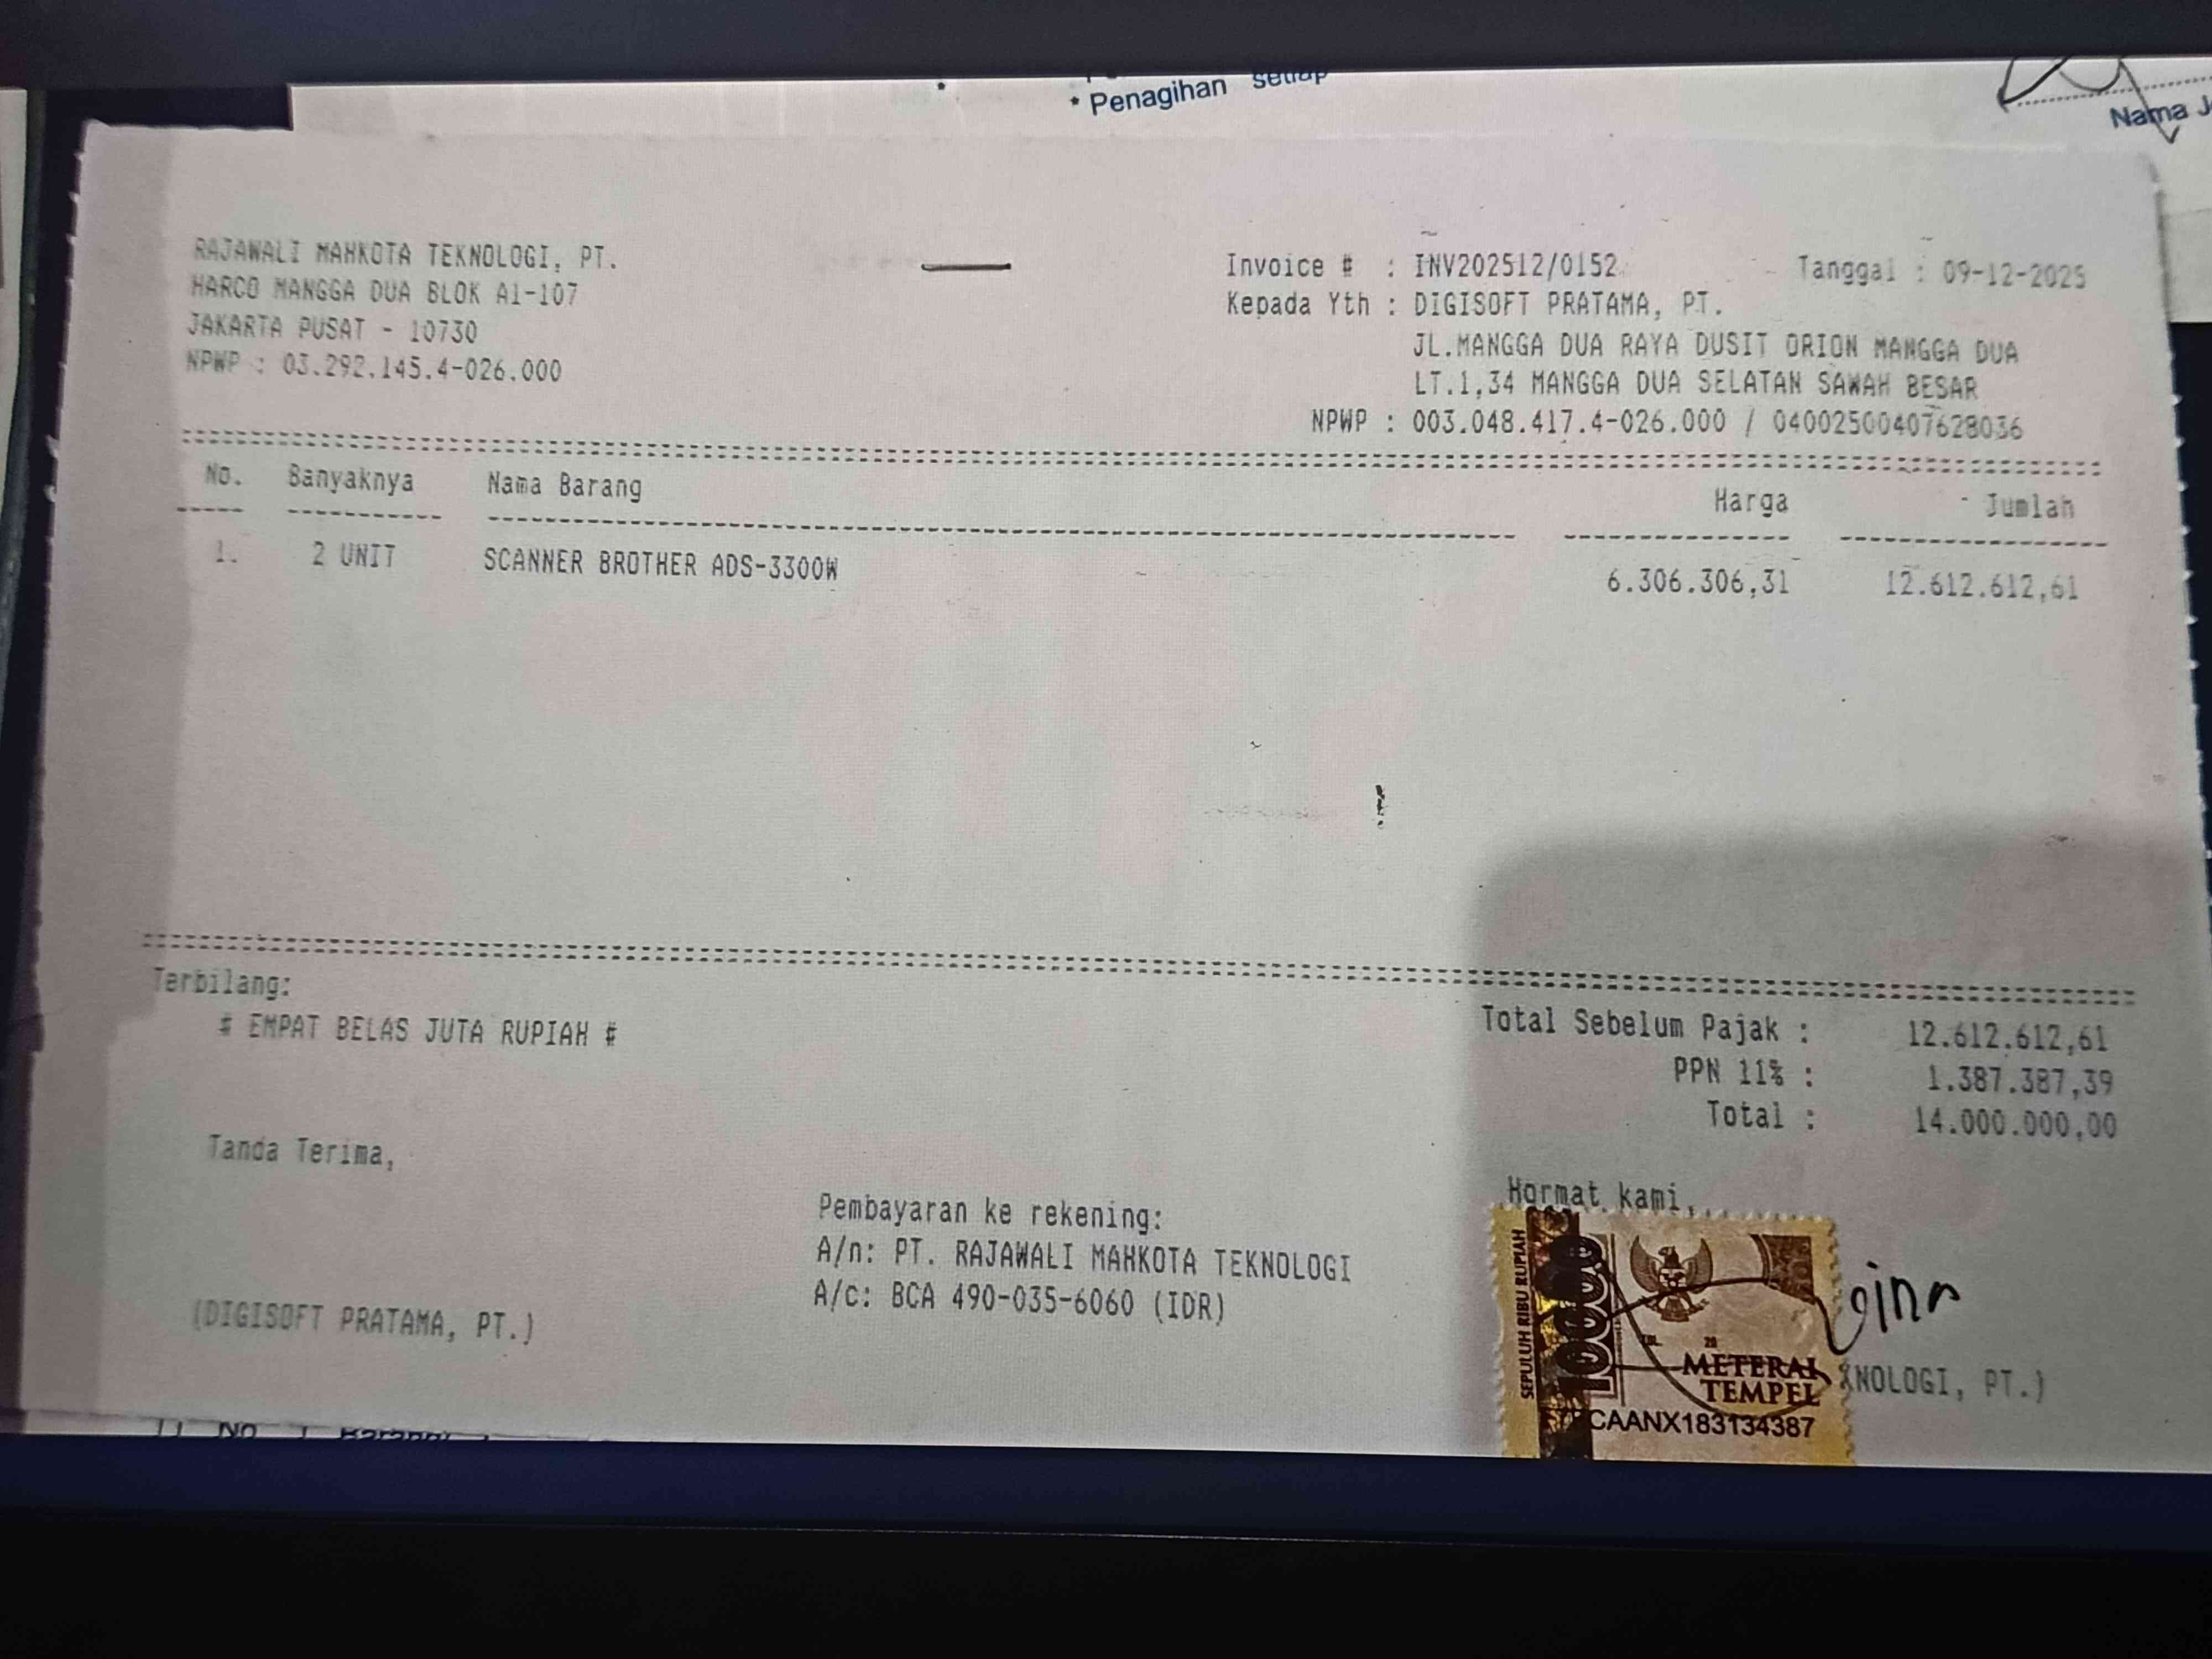 * Penagihan setiap
Nama
RAJAWALI MAHKOTA TEKNOLOGI, PT.
HARCO MANGGA DUA BLOK A1-107
JAKARTA PUSAT - 10730
NPWP : 03.292.145.4-026.000
Invoice # : INV202512/0152 Tanggal : 09-12-2025
Kepada Yth : DIGISOFT PRATAMA, PT.
JL.MANGGA DUA RAYA DUSIT ORION MANGGA DUA
LT.1,34 MANGGA DUA SELATAN SAWAH BESAR
NPWP : 003.048.417.4-026.000 / 04002500407628036
No. Banyaknya Nama Barang Harga Jumlah
1. 2 UNIT SCANNER BROTHER ADS-3300W 6.306.306,31 12.612.612,61
Terbilang:
# EMPAT BELAS JUTA RUPIAH #
Total Sebelum Pajak : 12.612.612,61
PPN 11% : 1.387.387,39
Total : 14.000.000,00
Tanda Terima,
(DIGISOFT PRATAMA, PT.)
Pembayaran ke rekening:
A/n: PT. RAJAWALI MAHKOTA TEKNOLOGI
A/c: BCA 490-035-6060 (IDR)
Hormat kami,
SEPULUH RIBU RUPIAH
10000
METERAI
TEMPEL
CAANX183134387
NOLOGI, PT.)
No